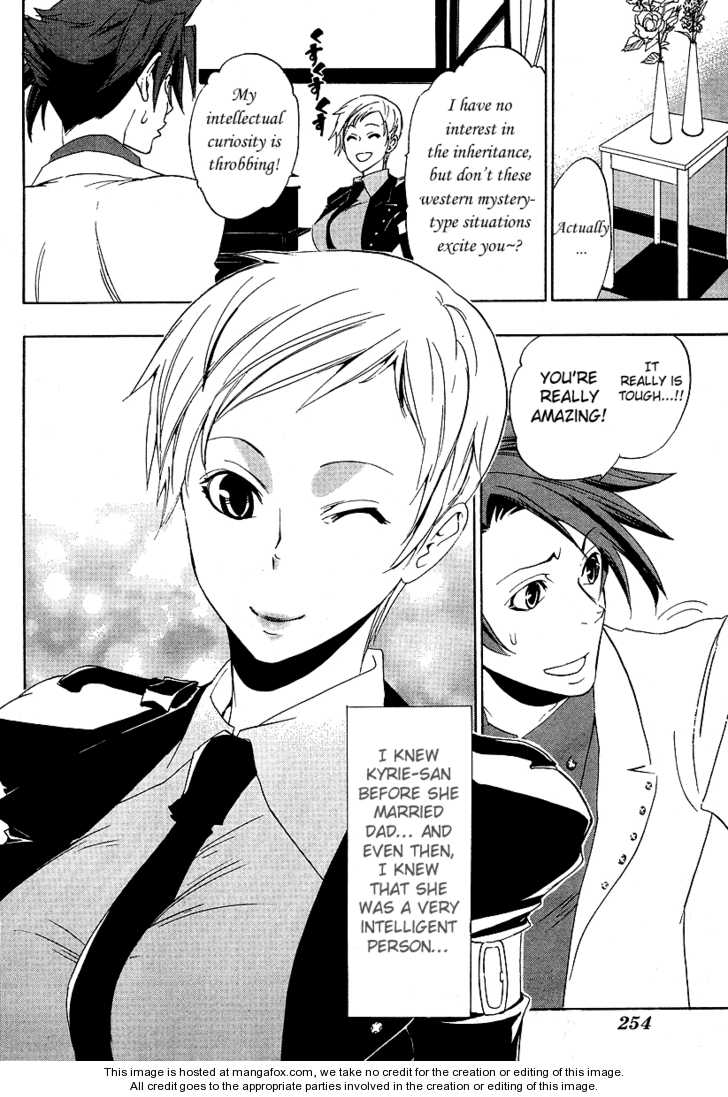 Actually
...
I have no
interest in
the inheritance,
but don't these
western mystery-
type situations
excite you~?
くすくすくす
My
intellectual
curiosity is
throbbing!
IT
REALLY IS
TOUGH...!!
YOU'RE
REALLY
AMAZING!
I KNEW
KYRIE-SAN
BEFORE SHE
MARRIED
DAD... AND
EVEN THEN,
I KNEW
THAT SHE
WAS A VERY
INTELLIGENT
PERSON...
254
This image is hosted at mangafox.com, we take no credit for the creation or editing of this image.
All credit goes to the appropriate parties involved in the creation or editing of this image.